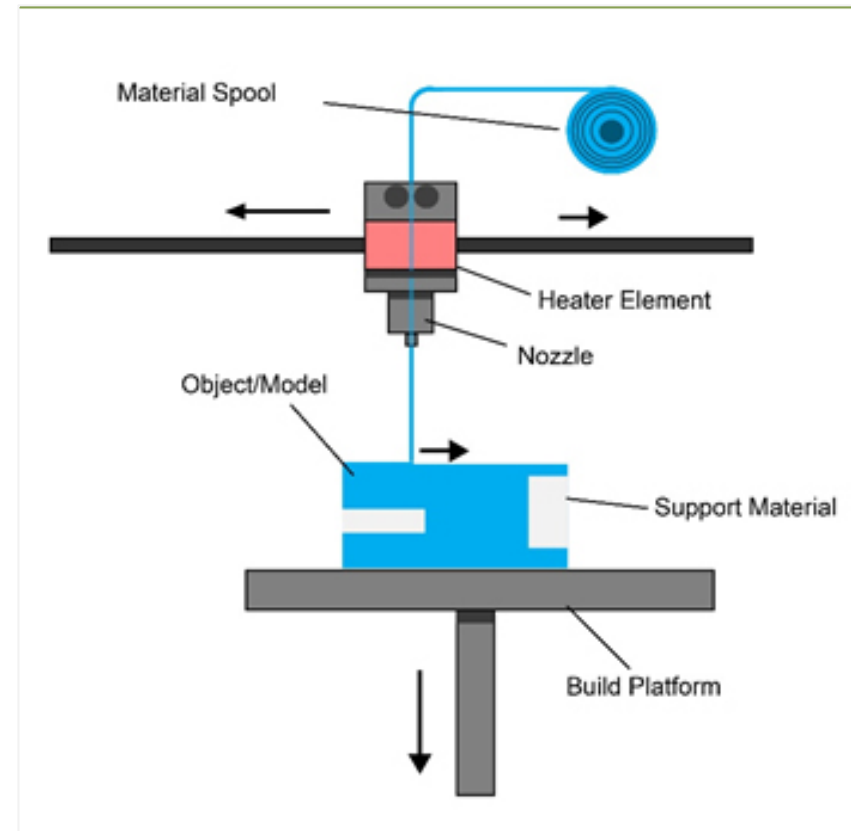 Material Spool
Heater Element
Nozzle
Object/Model
Support Material
Build Platform